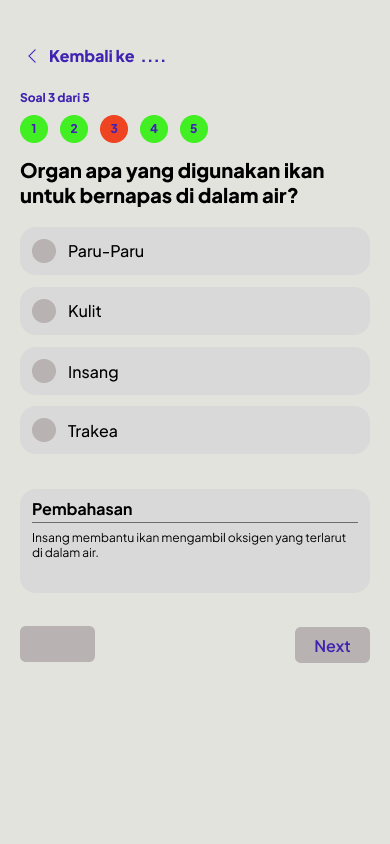 Kembali ke ....
Soal 3 dari 5
1 2 3 4 5
Organ apa yang digunakan ikan
untuk bernapas di dalam air?
Paru-Paru
Kulit
Insang
Trakea
Pembahasan
Insang membantu ikan mengambil oksigen yang terlarut
di dalam air.
Next